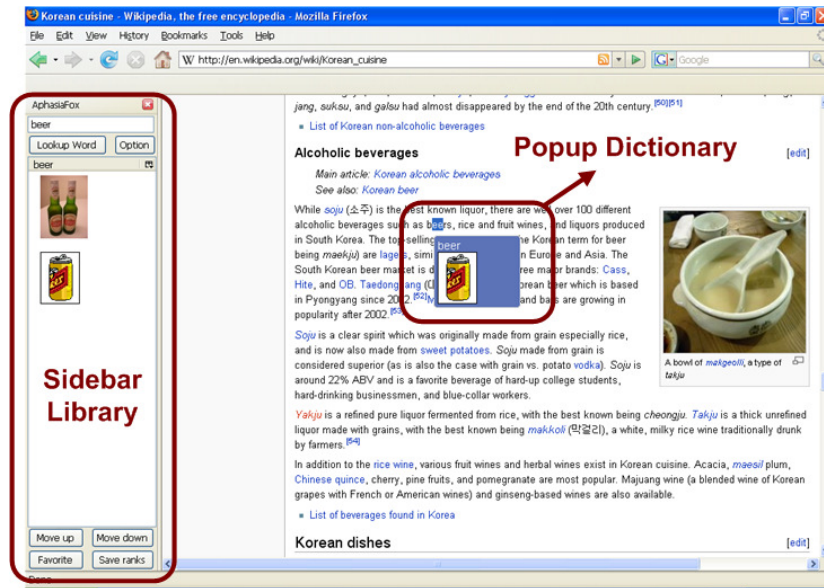 Korean cuisine - Wikipedia, the free encyclopedia - Mozilla Firefox
File Edit View History Bookmarks Tools Help
W http://en.wikipedia.org/wiki/Korean_cuisine
G Google
AphasiaFox
beer
Lookup Word Option
beer
Sidebar
Library
Move up Move down
Favorite Save ranks
Done
jang, suksu, and galsu had almost disappeared by the end of the 20th century.[50][51]
List of Korean non-alcoholic beverages
Popup Dictionary
Alcoholic beverages [edit]
Main article: Korean alcoholic beverages
See also: Korean beer
While soju (소주) is the best known liquor, there are well over 100 different
alcoholic beverages such as beers, rice and fruit wines, and liquors produced
in South Korea. The top-selling the Korean term for beer
beer
being maekju) are lagers, simi in Europe and Asia. The
South Korean beer market is d ree major brands: Cass,
Hite, and OB. Taedong ang ( orean beer which is based
in Pyongyang since 2002.[52] and bars are growing in
popularity after 2002.[53]
Soju is a clear spirit which was originally made from grain especially rice,
and is now also made from sweet potatoes. Soju made from grain is
considered superior (as is also the case with grain vs. potato vodka). Soju is
around 22% ABV and is a favorite beverage of hard-up college students,
hard-drinking businessmen, and blue-collar workers.
A bowl of makgeolli, a type of
takju
Yakju is a refined pure liquor fermented from rice, with the best known being cheongju. Takju is a thick unrefined
liquor made with grains, with the best known being makkoli (막걸리), a white, milky rice wine traditionally drunk
by farmers.[54]
In addition to the rice wine, various fruit wines and herbal wines exist in Korean cuisine. Acacia, maesil plum,
Chinese quince, cherry, pine fruits, and pomegranate are most popular. Majuang wine (a blended wine of Korean
grapes with French or American wines) and ginseng-based wines are also available.
List of beverages found in Korea
Korean dishes [edit]